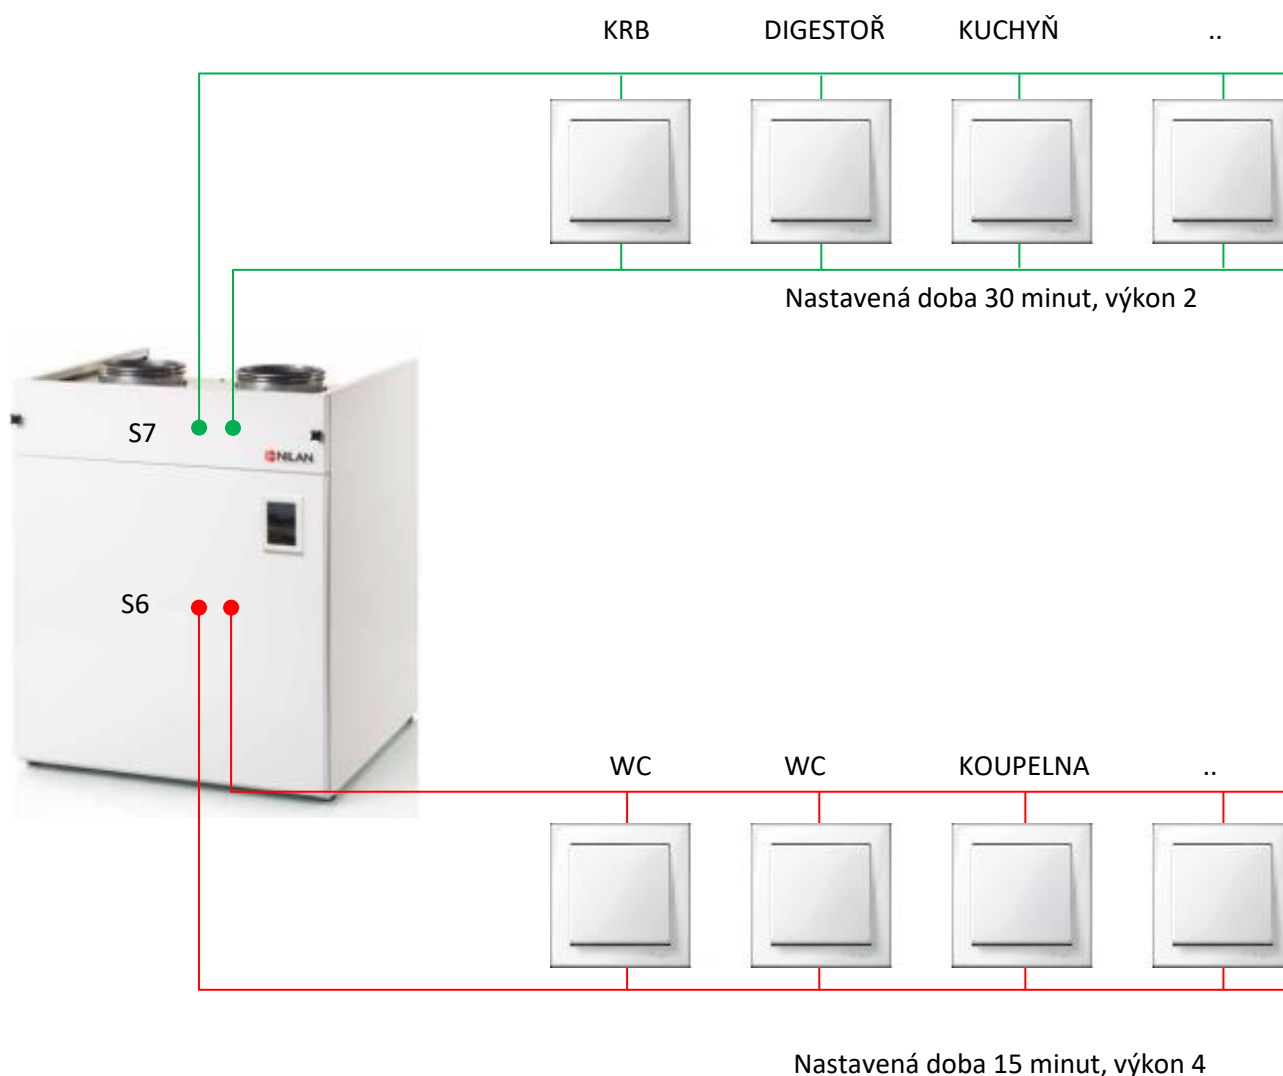 KRB DIGESTOŘ KUCHYŇ ..
Nastavená doba 30 minut, výkon 2
S7
NILAN
S6
WC WC KOUPELNA ..
Nastavená doba 15 minut, výkon 4